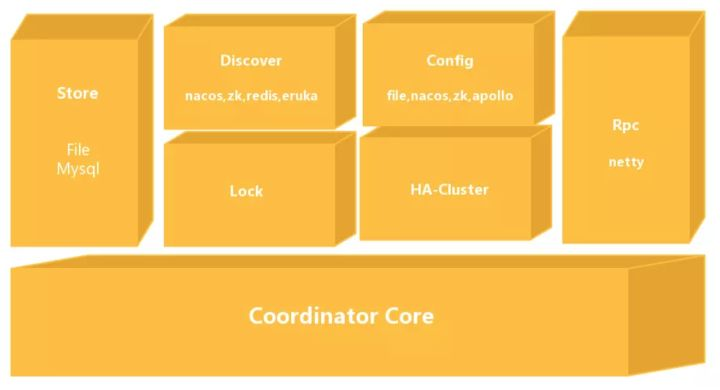 Store
File
Mysql
Discover
nacos,zk,redis,eruka
Config
file,nacos,zk,apollo
Lock
HA-Cluster
Rpc
netty
Coordinator Core